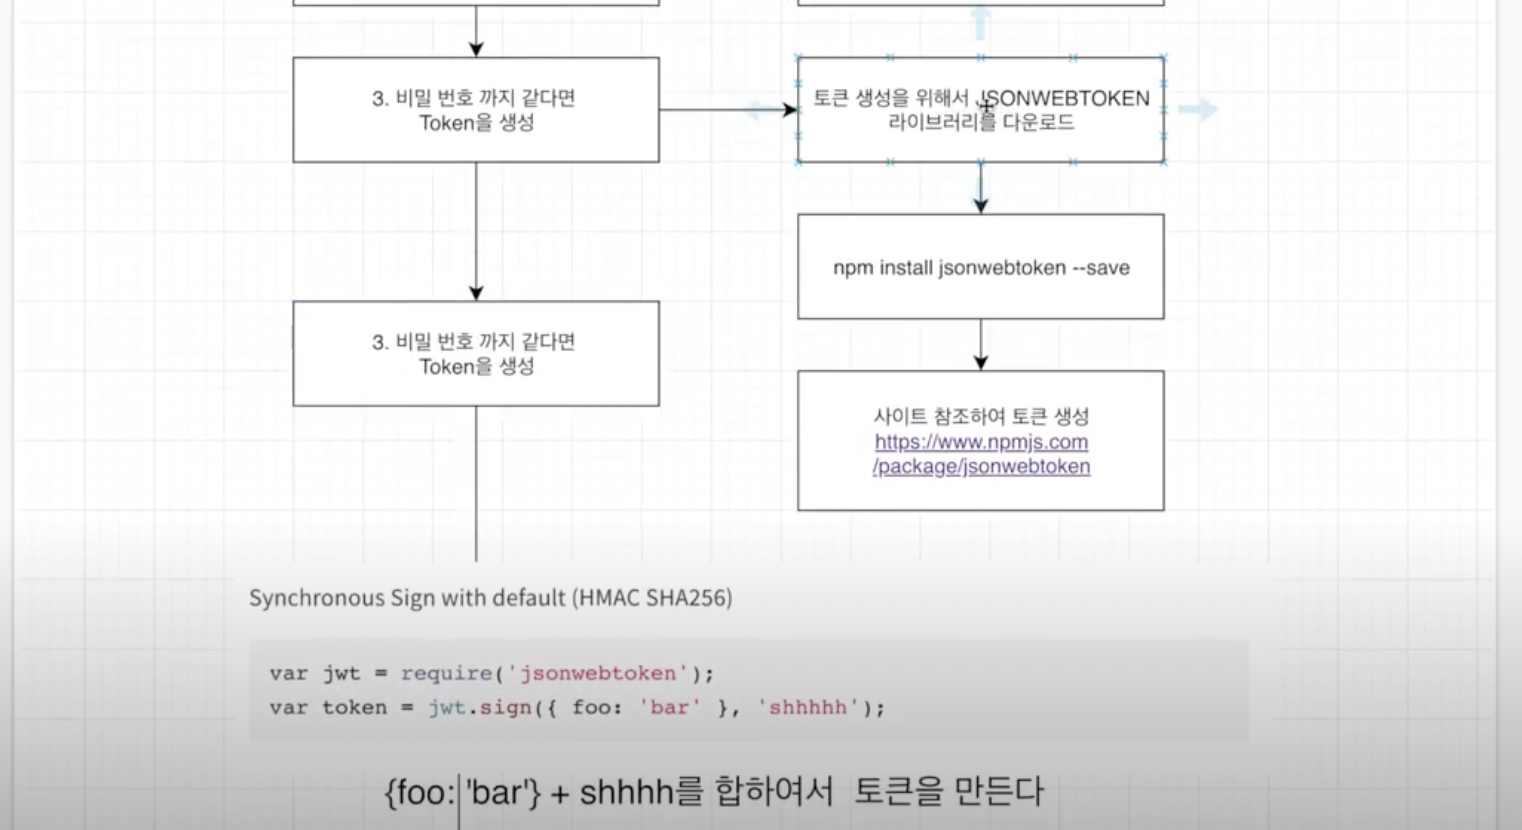 3. 비밀 번호 까지 같다면
Token을 생성
토큰 생성을 위해서 JSONWEBTOKEN
라이브러리를 다운로드
npm install jsonwebtoken --save
3. 비밀 번호 까지 같다면
Token을 생성
사이트 참조하여 토큰 생성
https://www.npmjs.com
/package/jsonwebtoken
Synchronous Sign with default (HMAC SHA256)
var jwt = require('jsonwebtoken');
var token = jwt.sign({ foo: 'bar' }, 'shhhhh');
{foo: 'bar'} + shhhh를 합하여서 토큰을 만든다